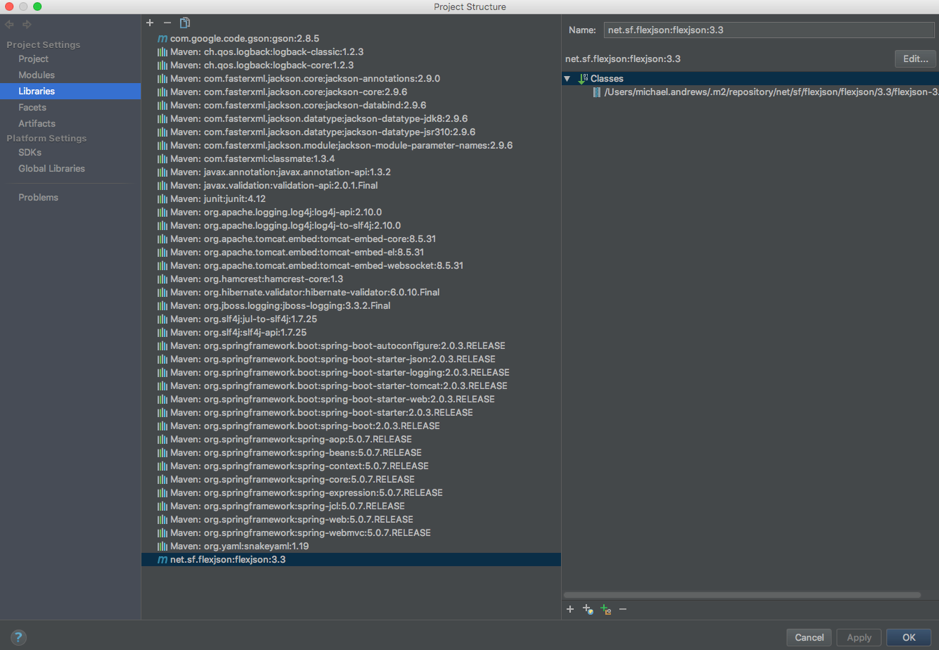 Project Structure
Project Settings
Project
Modules
Libraries
Facets
Artifacts
Platform Settings
SDKs
Global Libraries
Problems
com.google.code.gson:gson:2.8.5
Maven: ch.qos.logback:logback-classic:1.2.3
Maven: ch.qos.logback:logback-core:1.2.3
Maven: com.fasterxml.jackson.core:jackson-annotations:2.9.0
Maven: com.fasterxml.jackson.core:jackson-core:2.9.6
Maven: com.fasterxml.jackson.core:jackson-databind:2.9.6
Maven: com.fasterxml.jackson.datatype:jackson-datatype-jdk8:2.9.6
Maven: com.fasterxml.jackson.datatype:jackson-datatype-jsr310:2.9.6
Maven: com.fasterxml.jackson.module:jackson-module-parameter-names:2.9.6
Maven: com.fasterxml:classmate:1.3.4
Maven: javax.annotation:javax.annotation-api:1.3.2
Maven: javax.validation:validation-api:2.0.1.Final
Maven: junit:junit:4.12
Maven: org.apache.logging.log4j:log4j-api:2.10.0
Maven: org.apache.logging.log4j:log4j-to-slf4j:2.10.0
Maven: org.apache.tomcat.embed:tomcat-embed-core:8.5.31
Maven: org.apache.tomcat.embed:tomcat-embed-el:8.5.31
Maven: org.apache.tomcat.embed:tomcat-embed-websocket:8.5.31
Maven: org.hamcrest:hamcrest-core:1.3
Maven: org.hibernate.validator:hibernate-validator:6.0.10.Final
Maven: org.jboss.logging:jboss-logging:3.3.2.Final
Maven: org.slf4j:jul-to-slf4j:1.7.25
Maven: org.slf4j:slf4j-api:1.7.25
Maven: org.springframework.boot:spring-boot-autoconfigure:2.0.3.RELEASE
Maven: org.springframework.boot:spring-boot-starter-json:2.0.3.RELEASE
Maven: org.springframework.boot:spring-boot-starter-logging:2.0.3.RELEASE
Maven: org.springframework.boot:spring-boot-starter-tomcat:2.0.3.RELEASE
Maven: org.springframework.boot:spring-boot-starter-web:2.0.3.RELEASE
Maven: org.springframework.boot:spring-boot-starter:2.0.3.RELEASE
Maven: org.springframework.boot:spring-boot:2.0.3.RELEASE
Maven: org.springframework:spring-aop:5.0.7.RELEASE
Maven: org.springframework:spring-beans:5.0.7.RELEASE
Maven: org.springframework:spring-context:5.0.7.RELEASE
Maven: org.springframework:spring-core:5.0.7.RELEASE
Maven: org.springframework:spring-expression:5.0.7.RELEASE
Maven: org.springframework:spring-jcl:5.0.7.RELEASE
Maven: org.springframework:spring-web:5.0.7.RELEASE
Maven: org.springframework:spring-webmvc:5.0.7.RELEASE
Maven: org.yaml:snakeyaml:1.19
net.sf.flexjson:flexjson:3.3
Name: net.sf.flexjson:flexjson:3.3
net.sf.flexjson:flexjson:3.3 Edit...
Classes
/Users/michael.andrews/.m2/repository/net/sf/flexjson/flexjson/3.3/flexjson-3.
? Cancel Apply OK